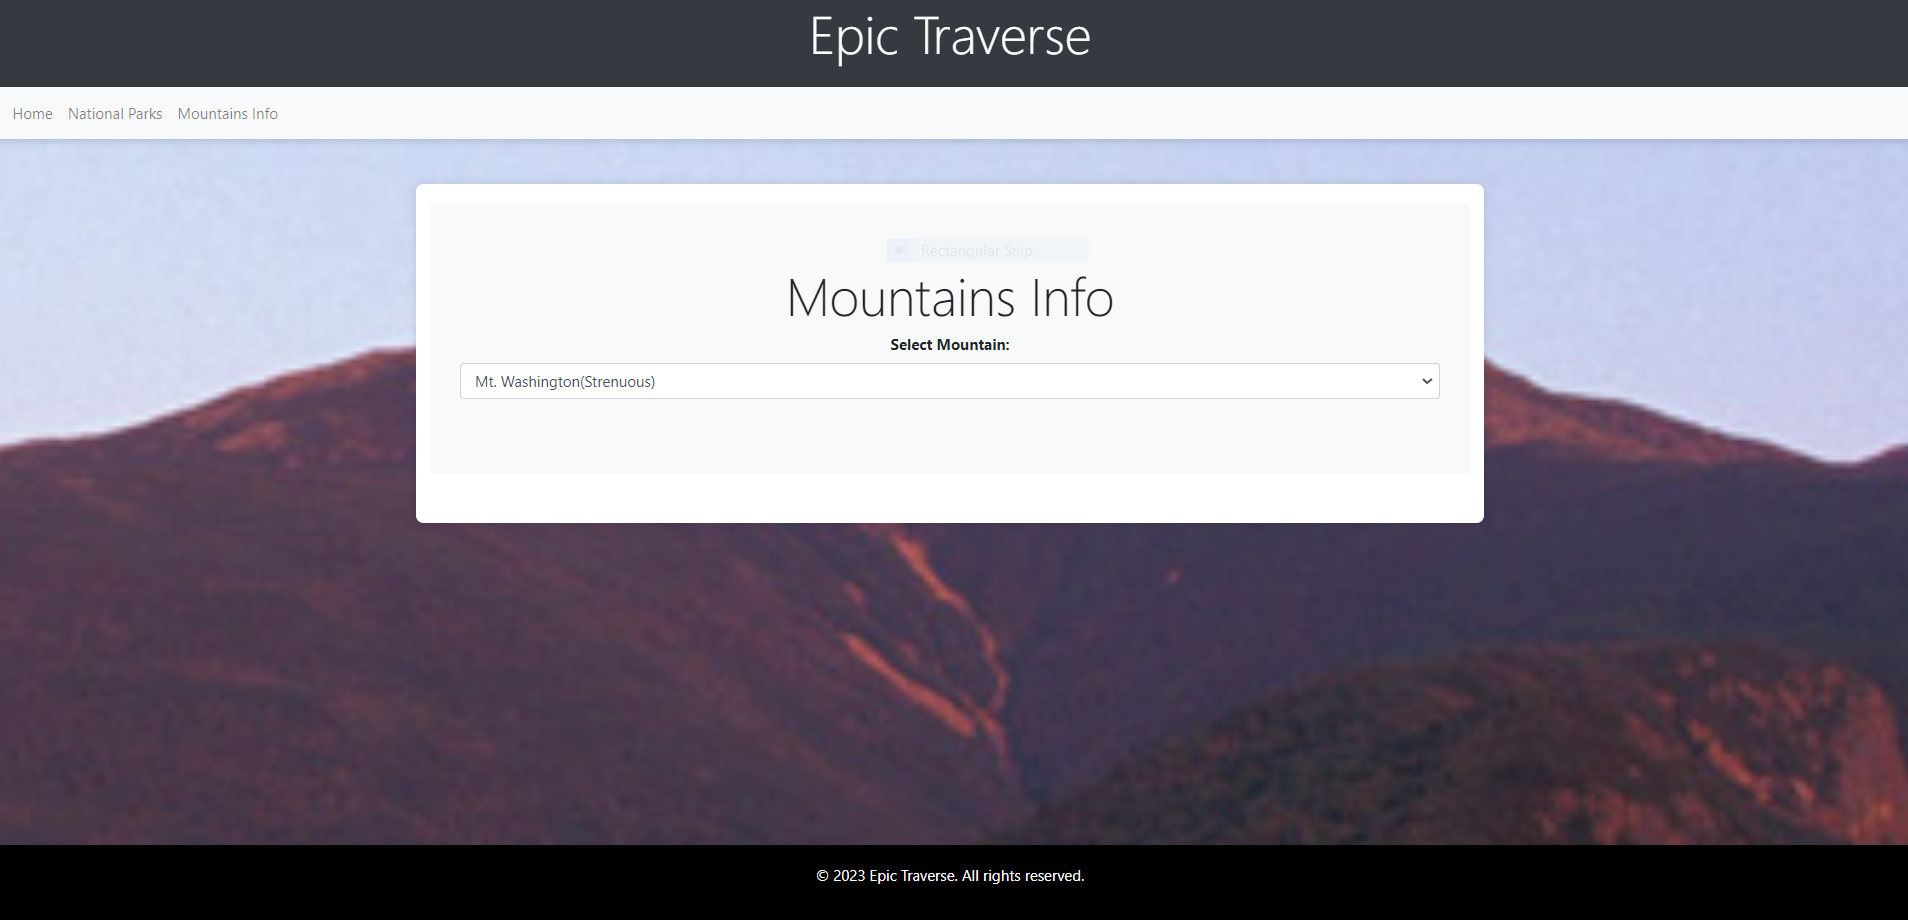 Epic Traverse
Home National Parks Mountains Info
Rectangular Snip
Mountains Info
Select Mountain:
Mt. Washington(Strenuous)
© 2023 Epic Traverse. All rights reserved.